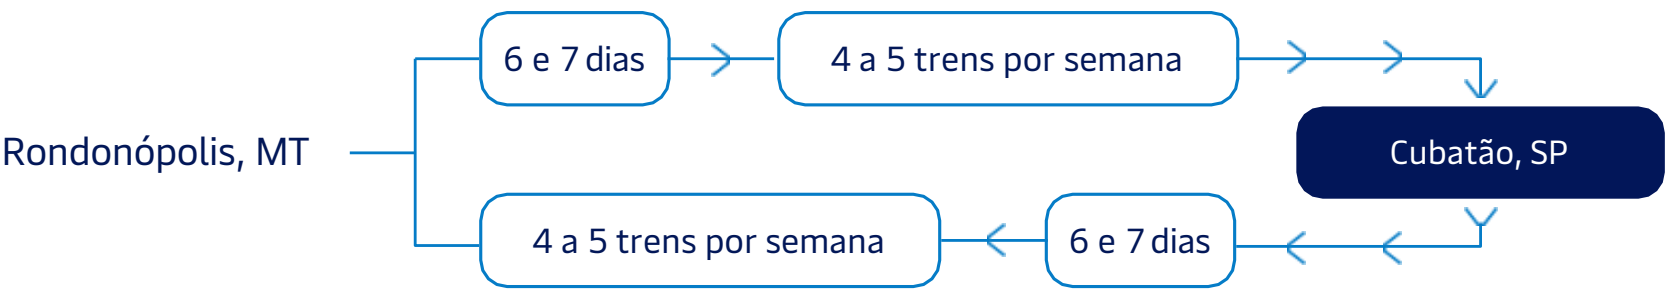 6 e 7 dias
4 a 5 trens por semana
Rondonópolis, MT
Cubatão, SP
4 a 5 trens por semana
6 e 7 dias